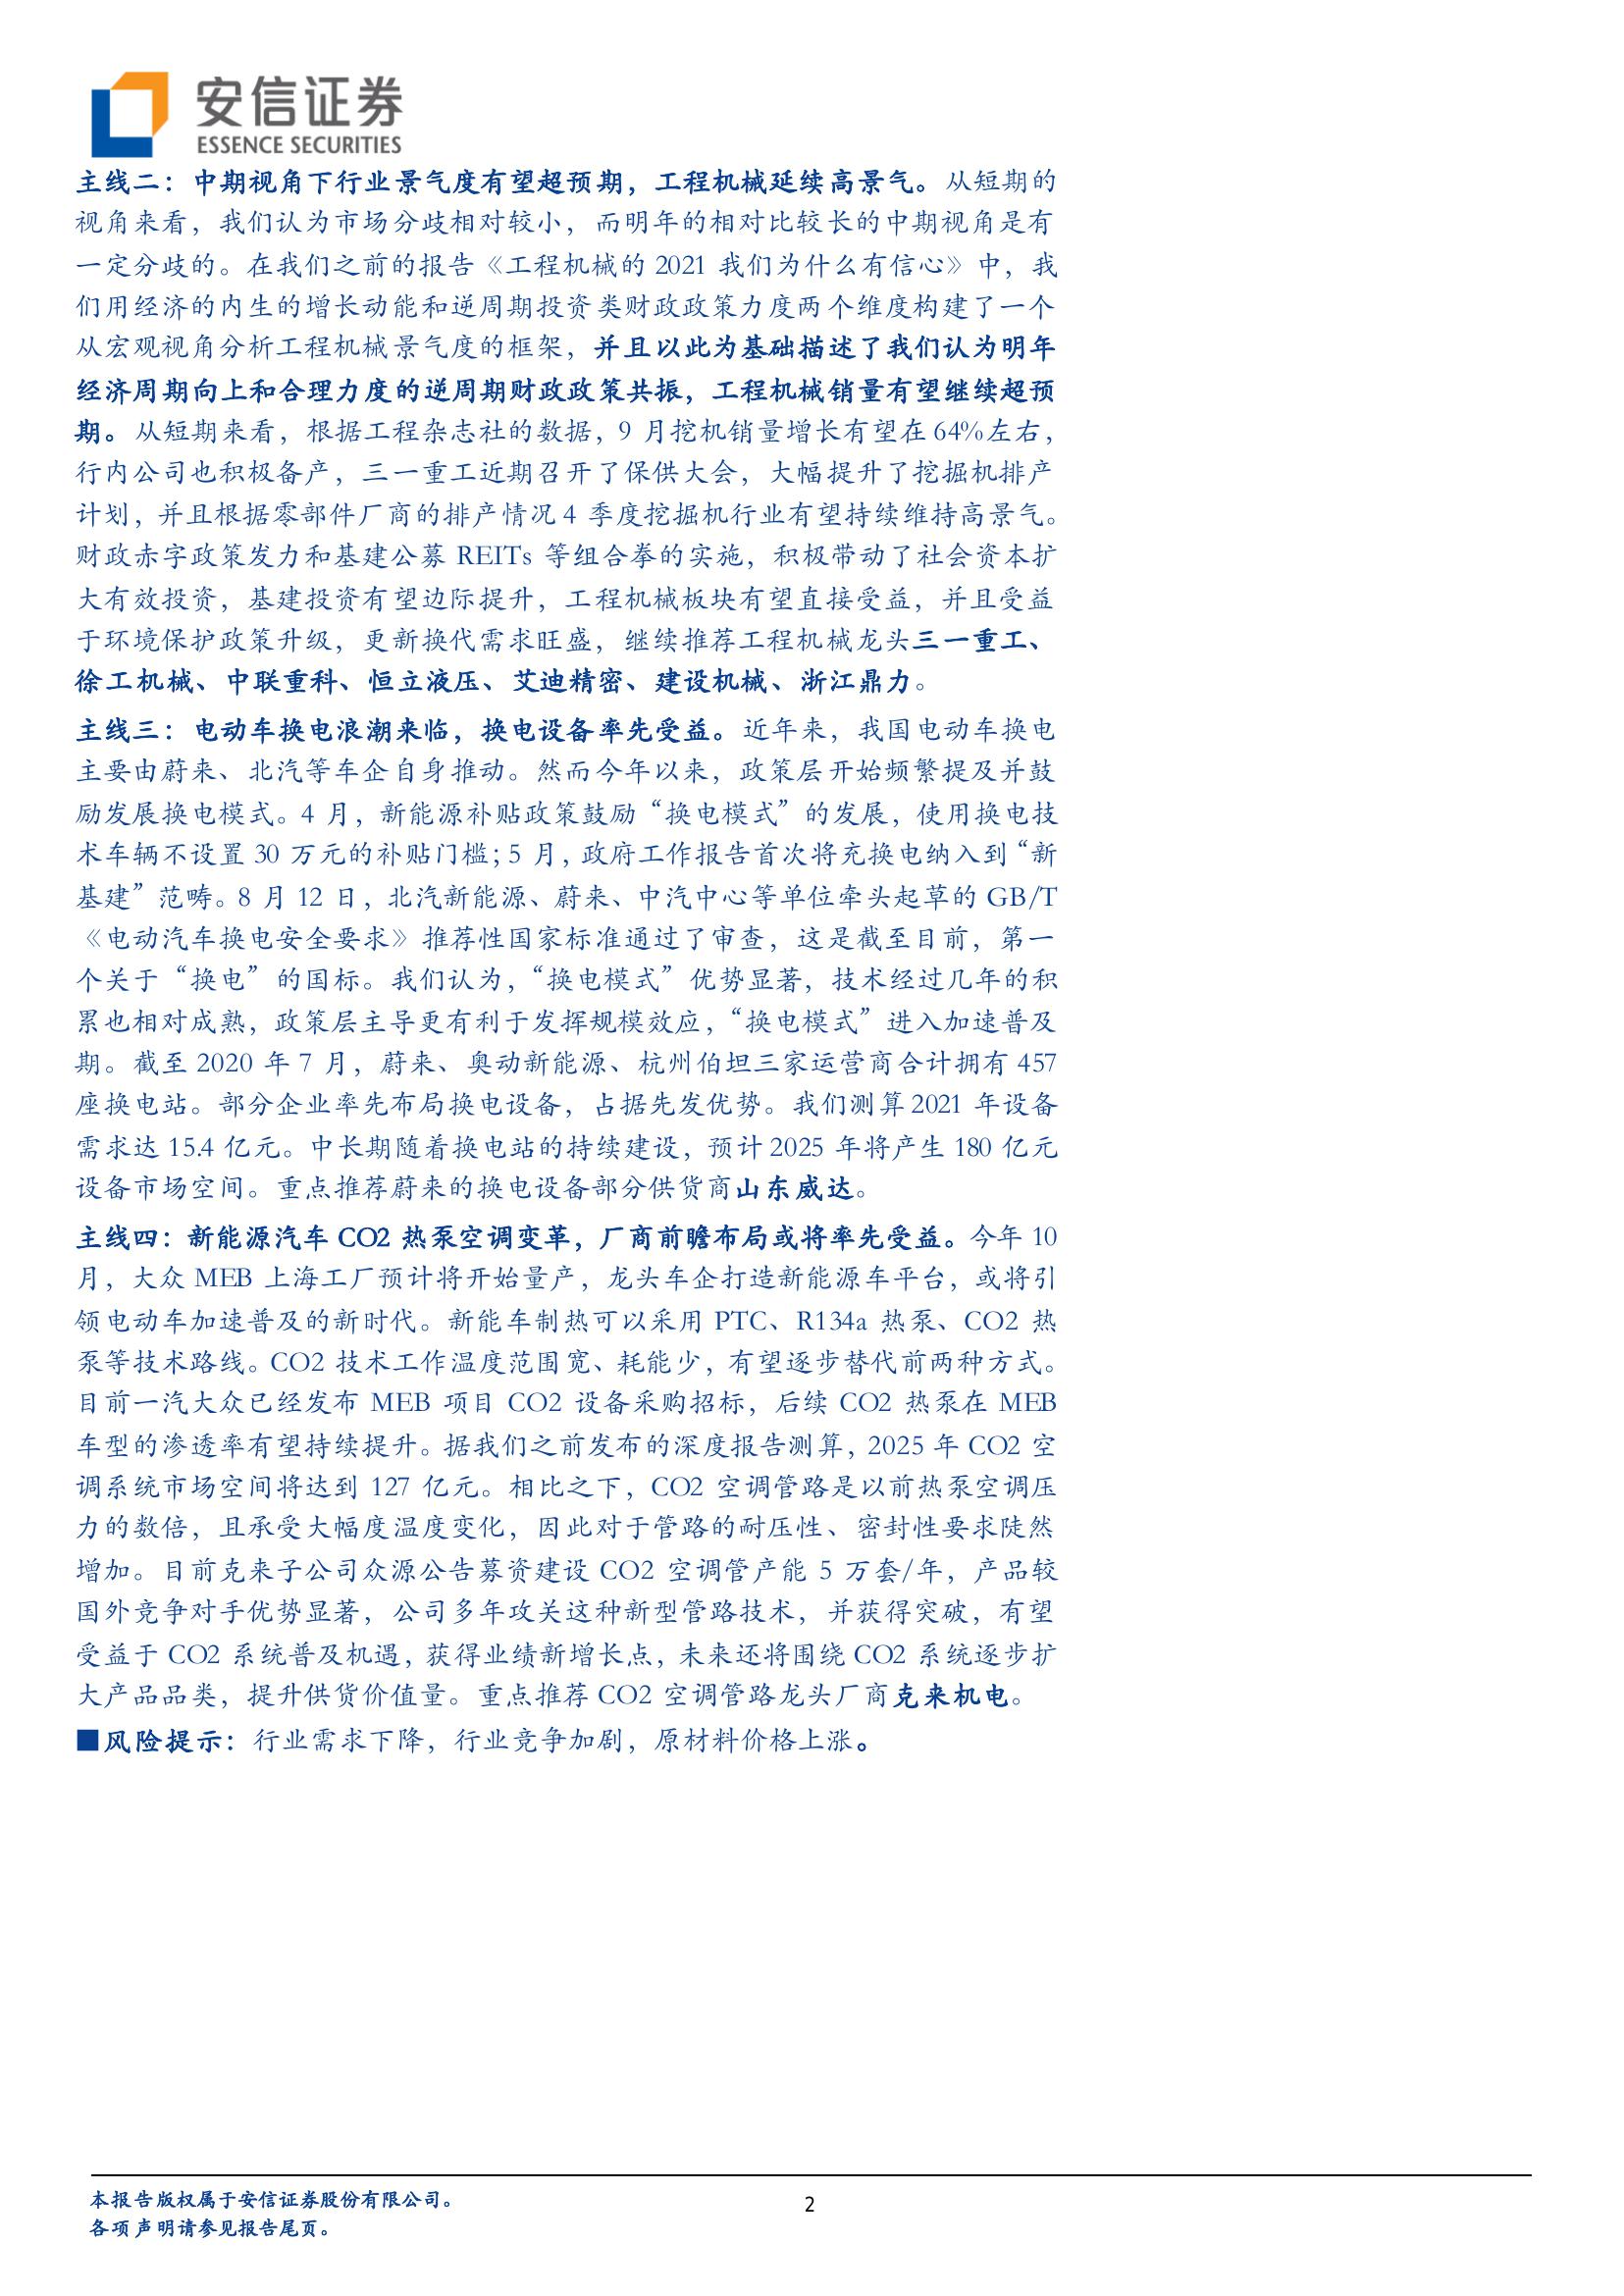 安信证券
ESSENCE SECURITIES
主线二：中期视角下行业景气度有望超预期，工程机械延续高景气。从短期的
视角来看，我们认为市场分歧相对较小，而明年的相对比较长的中期视角是有
一定分歧的。在我们之前的报告《工程机械的 2021 我们为什么有信心》中，我
们用经济的内生的增长动能和逆周期投资类财政政策力度两个维度构建了一个
从宏观视角分析工程机械景气度的框架，并且以此为基础描述了我们认为明年
经济周期向上和合理力度的逆周期财政政策共振，工程机械销量有望继续超预
期。从短期来看，根据工程杂志社的数据，9 月挖机销量增长有望在 64%左右，
行内公司也积极备产，三一重工近期召开了保供大会，大幅提升了挖掘机排产
计划，并且根据零部件厂商的排产情况 4 季度挖掘机行业有望持续维持高景气。
财政赤字政策发力和基建公募 REITs 等组合拳的实施，积极带动了社会资本扩
大有效投资，基建投资有望边际提升，工程机械板块有望直接受益，并且受益
于环境保护政策升级，更新换代需求旺盛，继续推荐工程机械龙头三一重工、
徐工机械、中联重科、恒立液压、艾迪精密、建设机械、浙江鼎力。
主线三：电动车换电浪潮来临，换电设备率先受益。近年来，我国电动车换电
主要由蔚来、北汽等车企自身推动。然而今年以来，政策层开始频繁提及并鼓
励发展换电模式。4 月，新能源补贴政策鼓励“换电模式”的发展，使用换电技
术车辆不设置 30 万元的补贴门槛；5 月，政府工作报告首次将充换电纳入到“新
基建”范畴。8 月 12 日，北汽新能源、蔚来、中汽中心等单位牵头起草的 GB/T
《电动汽车换电安全要求》推荐性国家标准通过了审查，这是截至目前，第一
个关于“换电”的国标。我们认为，“换电模式”优势显著，技术经过几年的积
累也相对成熟，政策层主导更有利于发挥规模效应，“换电模式”进入加速普及
期。截至 2020 年 7 月，蔚来、奥动新能源、杭州伯坦三家运营商合计拥有 457
座换电站。部分企业率先布局换电设备，占据先发优势。我们测算 2021 年设备
需求达 15.4 亿元。中长期随着换电站的持续建设，预计 2025 年将产生 180 亿元
设备市场空间。重点推荐蔚来的换电设备部分供货商山东威达。
主线四：新能源汽车 CO2 热泵空调变革，厂商前瞻布局或将率先受益。今年 10
月，大众 MEB 上海工厂预计将开始量产，龙头车企打造新能源车平台，或将引
领电动车加速普及的新时代。新能车制热可以采用 PTC、R134a 热泵、CO2 热
泵等技术路线。CO2 技术工作温度范围宽、耗能少，有望逐步替代前两种方式。
目前一汽大众已经发布 MEB 项目 CO2 设备采购招标，后续 CO2 热泵在 MEB
车型的渗透率有望持续提升。据我们之前发布的深度报告测算，2025 年 CO2 空
调系统市场空间将达到 127 亿元。相比之下，CO2 空调管路是以前热泵空调压
力的数倍，且承受大幅度温度变化，因此对于管路的耐压性、密封性要求陡然
增加。目前克来子公司众源公告募资建设 CO2 空调管产能 5 万套/年，产品较
国外竞争对手优势显著，公司多年攻关这种新型管路技术，并获得突破，有望
受益于 CO2 系统普及机遇，获得业绩新增长点，未来还将围绕 CO2 系统逐步扩
大产品品类，提升供货价值量。重点推荐 CO2 空调管路龙头厂商克来机电。
■风险提示：行业需求下降，行业竞争加剧，原材料价格上涨。
本报告版权属于安信证券股份有限公司。
2
各项声明请参见报告尾页。